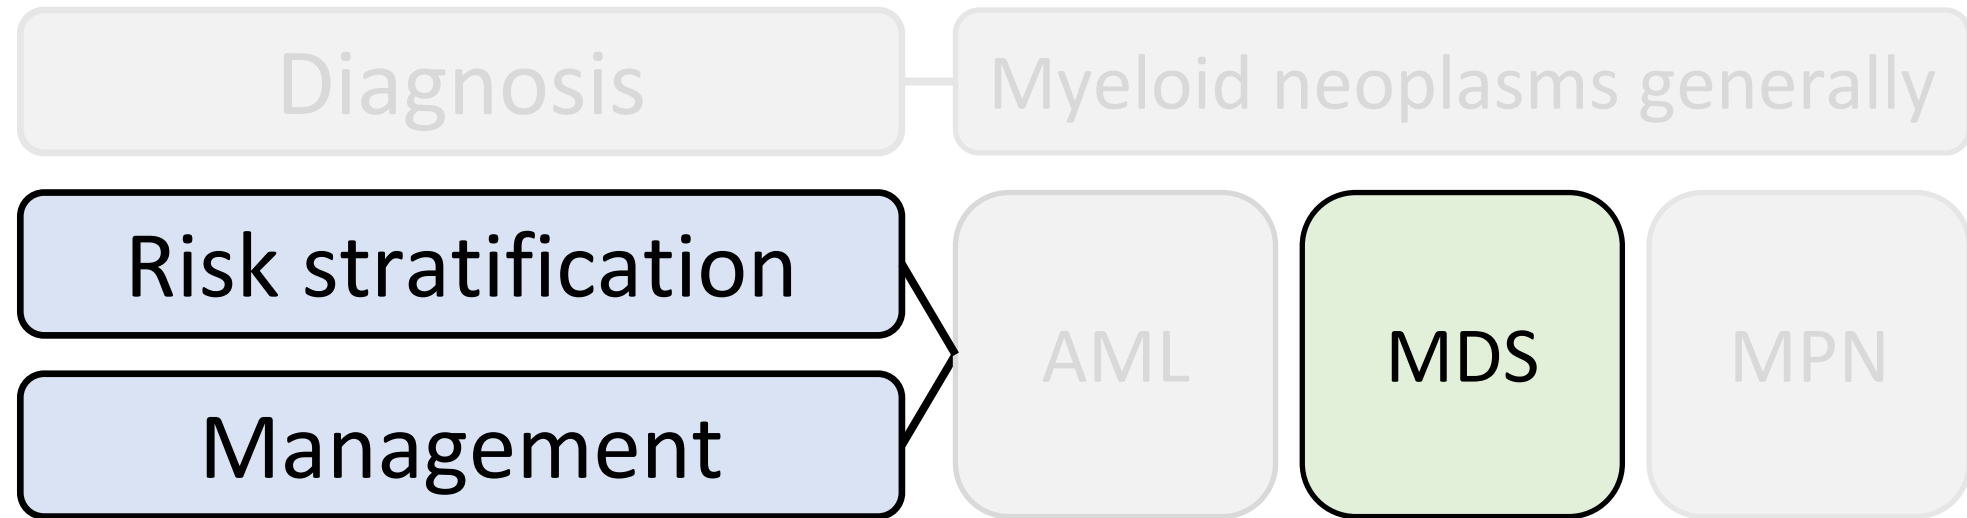 Diagnosis
Myeloid neoplasms generally
Risk stratification
Management
AML
MDS
MPN